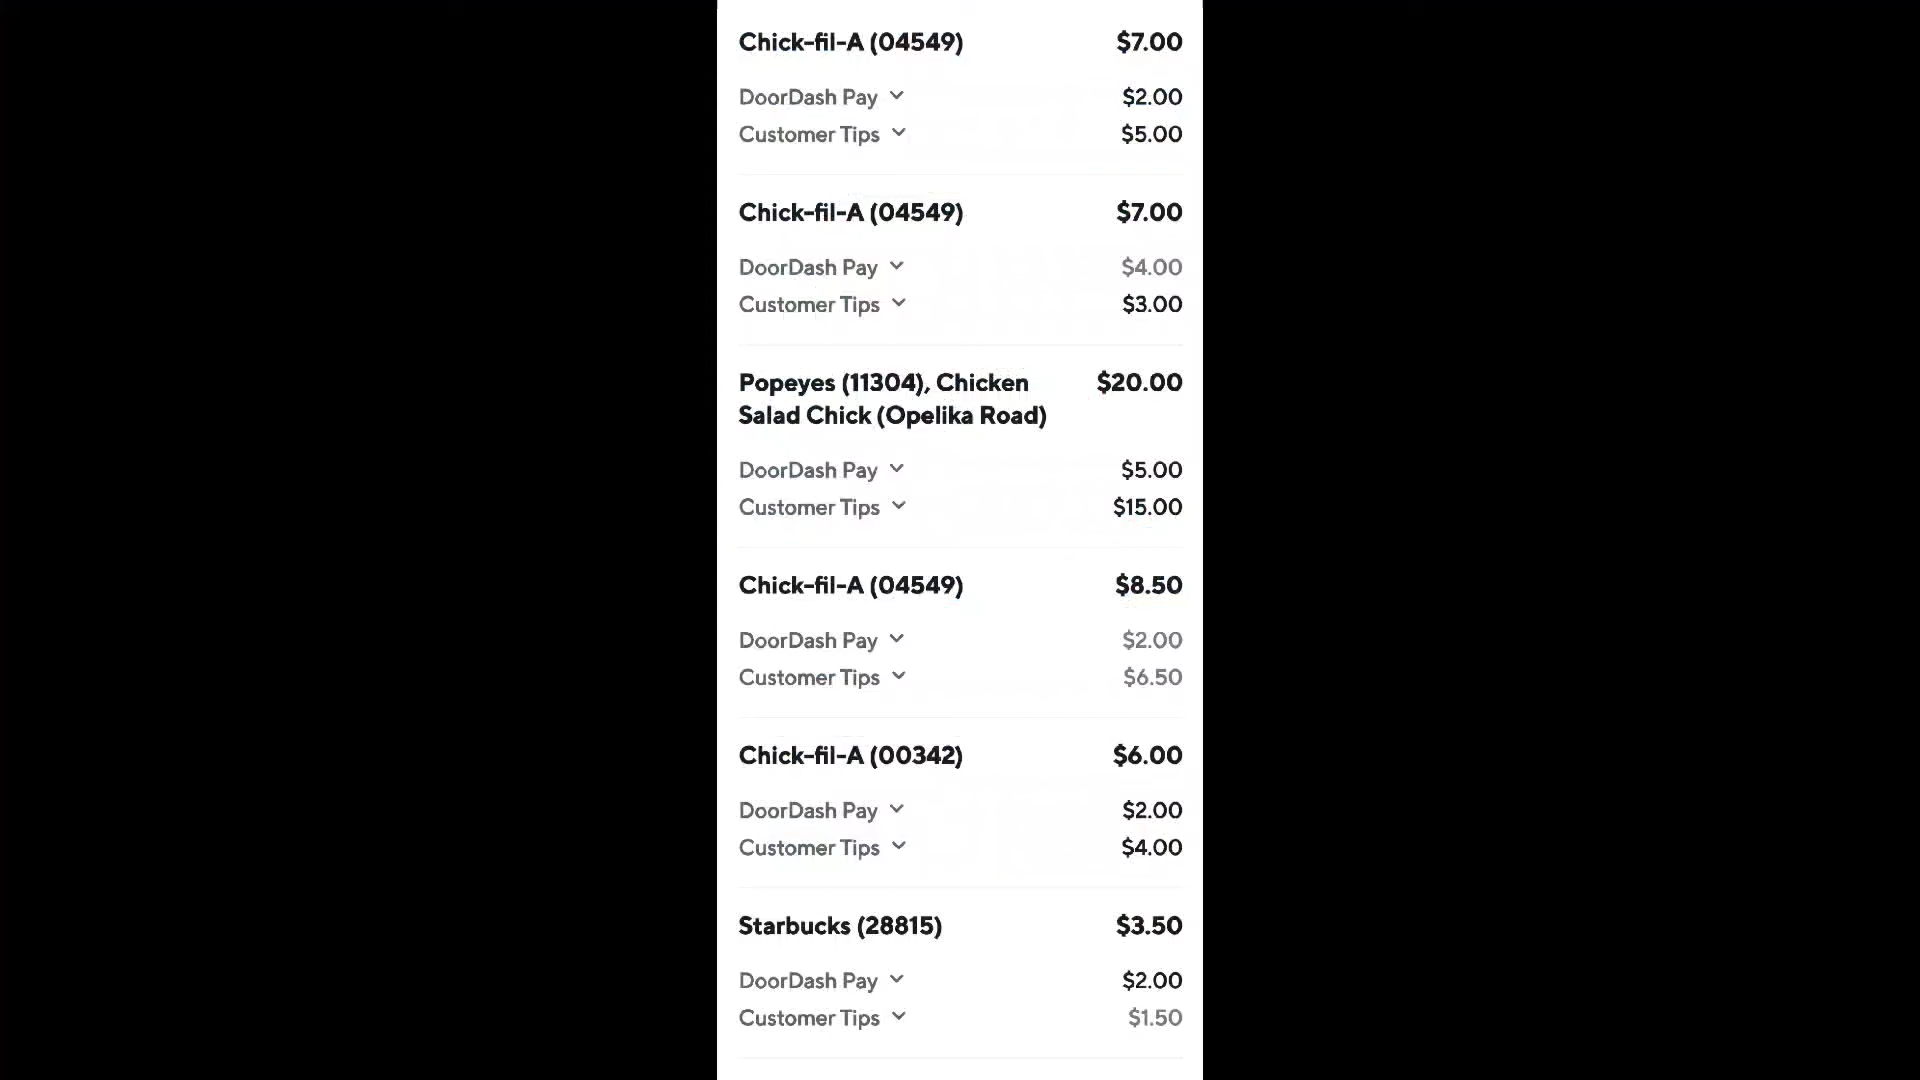 Chick-fil-A (04549) $7.00
DoorDash Pay $2.00
Customer Tips $5.00
Chick-fil-A (04549) $7.00
DoorDash Pay $4.00
Customer Tips $3.00
Popeyes (11304), Chicken $20.00
Salad Chick (Opelika Road)
DoorDash Pay $5.00
Customer Tips $15.00
Chick-fil-A (04549) $8.50
DoorDash Pay $2.00
Customer Tips $6.50
Chick-fil-A (00342) $6.00
DoorDash Pay $2.00
Customer Tips $4.00
Starbucks (28815) $3.50
DoorDash Pay $2.00
Customer Tips $1.50